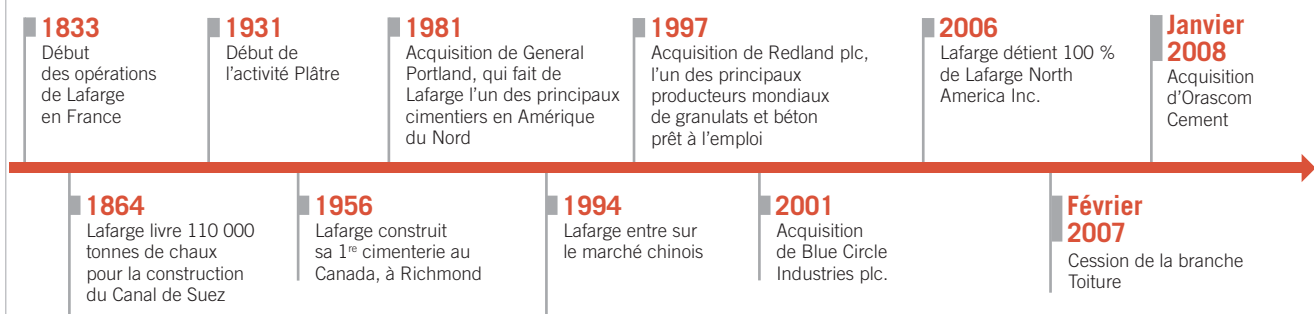 1833
Début
des opérations
de Lafarge
en France
1931
Début de
l'activité Plâtre
1981
Acquisition de General
Portland, qui fait de
Lafarge l'un des principaux
cimentiers en Amérique
du Nord
1997
Acquisition de Redland plc,
l'un des principaux
producteurs mondiaux
de granulats et béton
prêt à l'emploi
2006
Lafarge détient 100 %
de Lafarge North
America Inc.
Janvier
2008
Acquisition
d'Orascom
Cement
1864
Lafarge livre 110 000
tonnes de chaux
pour la construction
du Canal de Suez
1956
Lafarge construit
sa 1re cimenterie au
Canada, à Richmond
1994
Lafarge entre sur
le marché chinois
2001
Acquisition
de Blue Circle
Industries plc.
Février
2007
Cession de la branche
Toiture